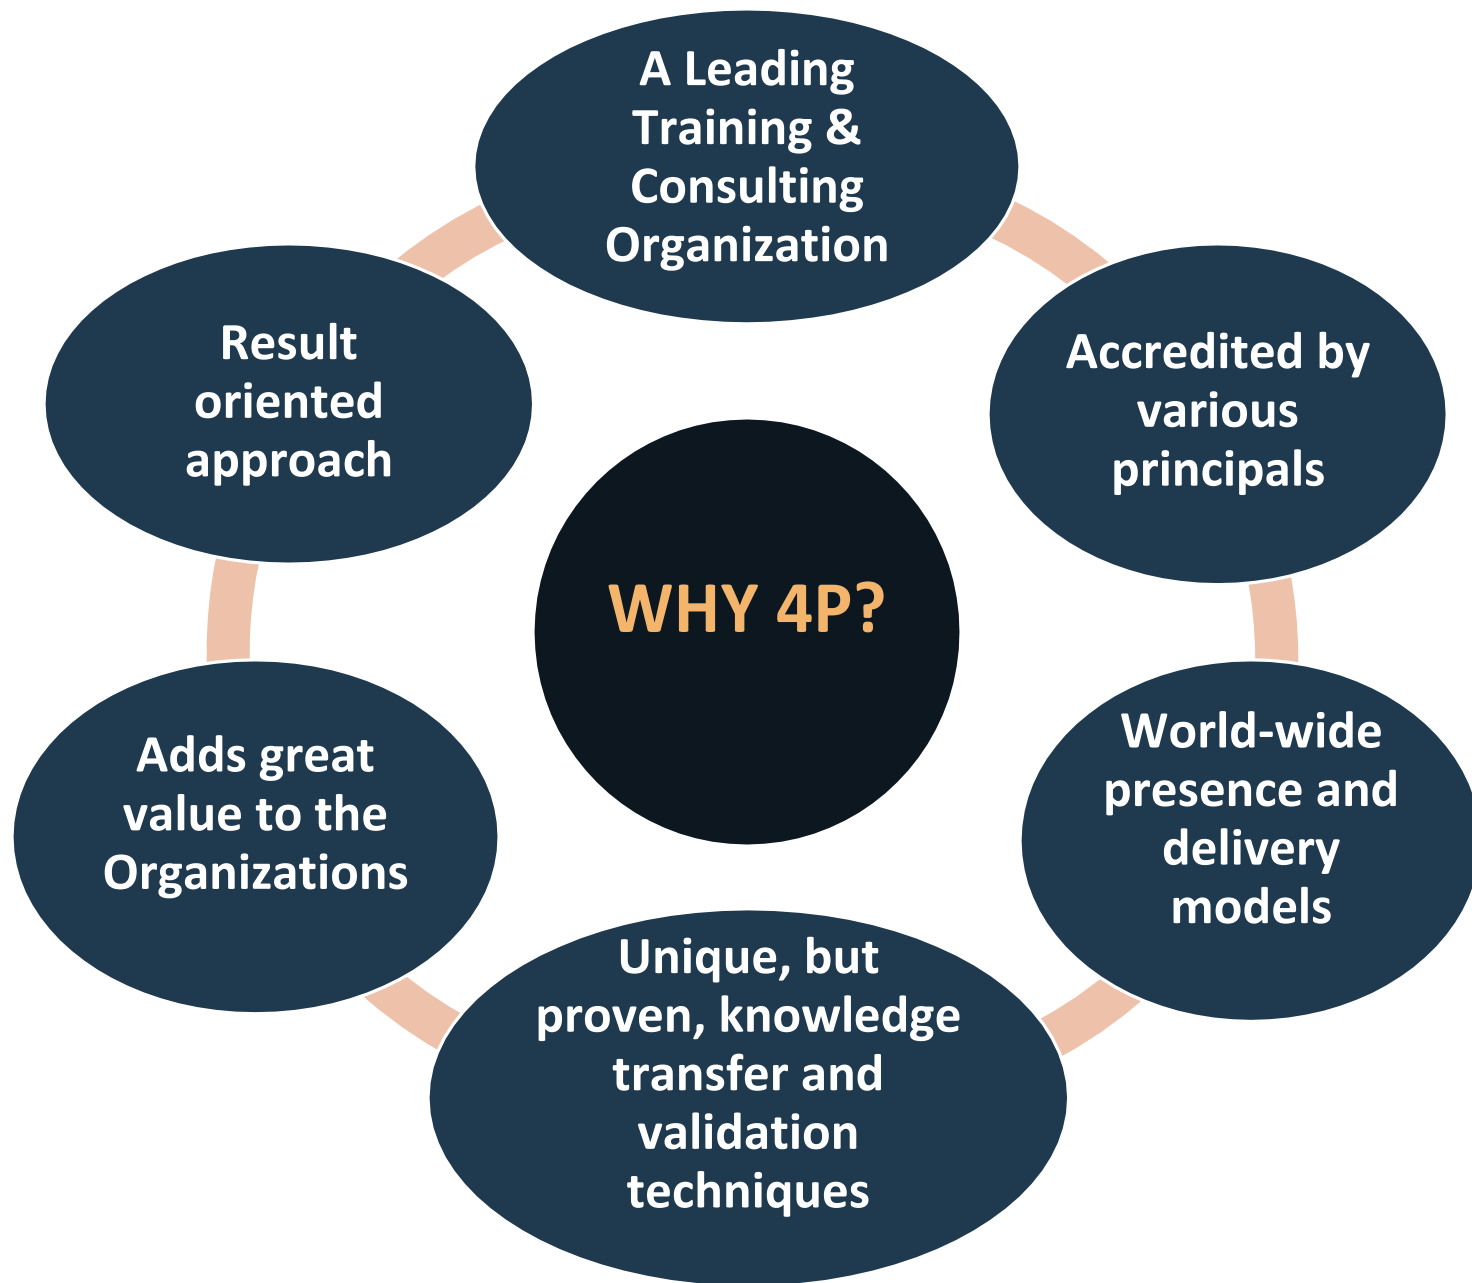 A Leading
Training &
Consulting
Organization
Accredited by
various
principals
World-wide
presence and
delivery
models
Unique, but
proven, knowledge
transfer and
validation
techniques
Adds great
value to the
Organizations
Result
oriented
approach
WHY 4P?